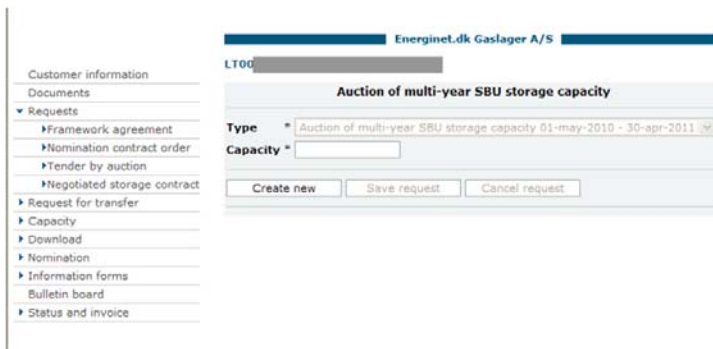 Energinet.dk Gaslager A/S
LT00
Auction of multi-year SBU storage capacity
Type * Auction of multi-year SBU storage capacity 01-may-2010 - 30-apr-2011
Capacity *
Create new Save request Cancel request
Customer information
Documents
Requests
Framework agreement
Nomination contract order
Tender by auction
Negotiated storage contract
Request for transfer
Capacity
Download
Nomination
Information forms
Bulletin board
Status and invoice